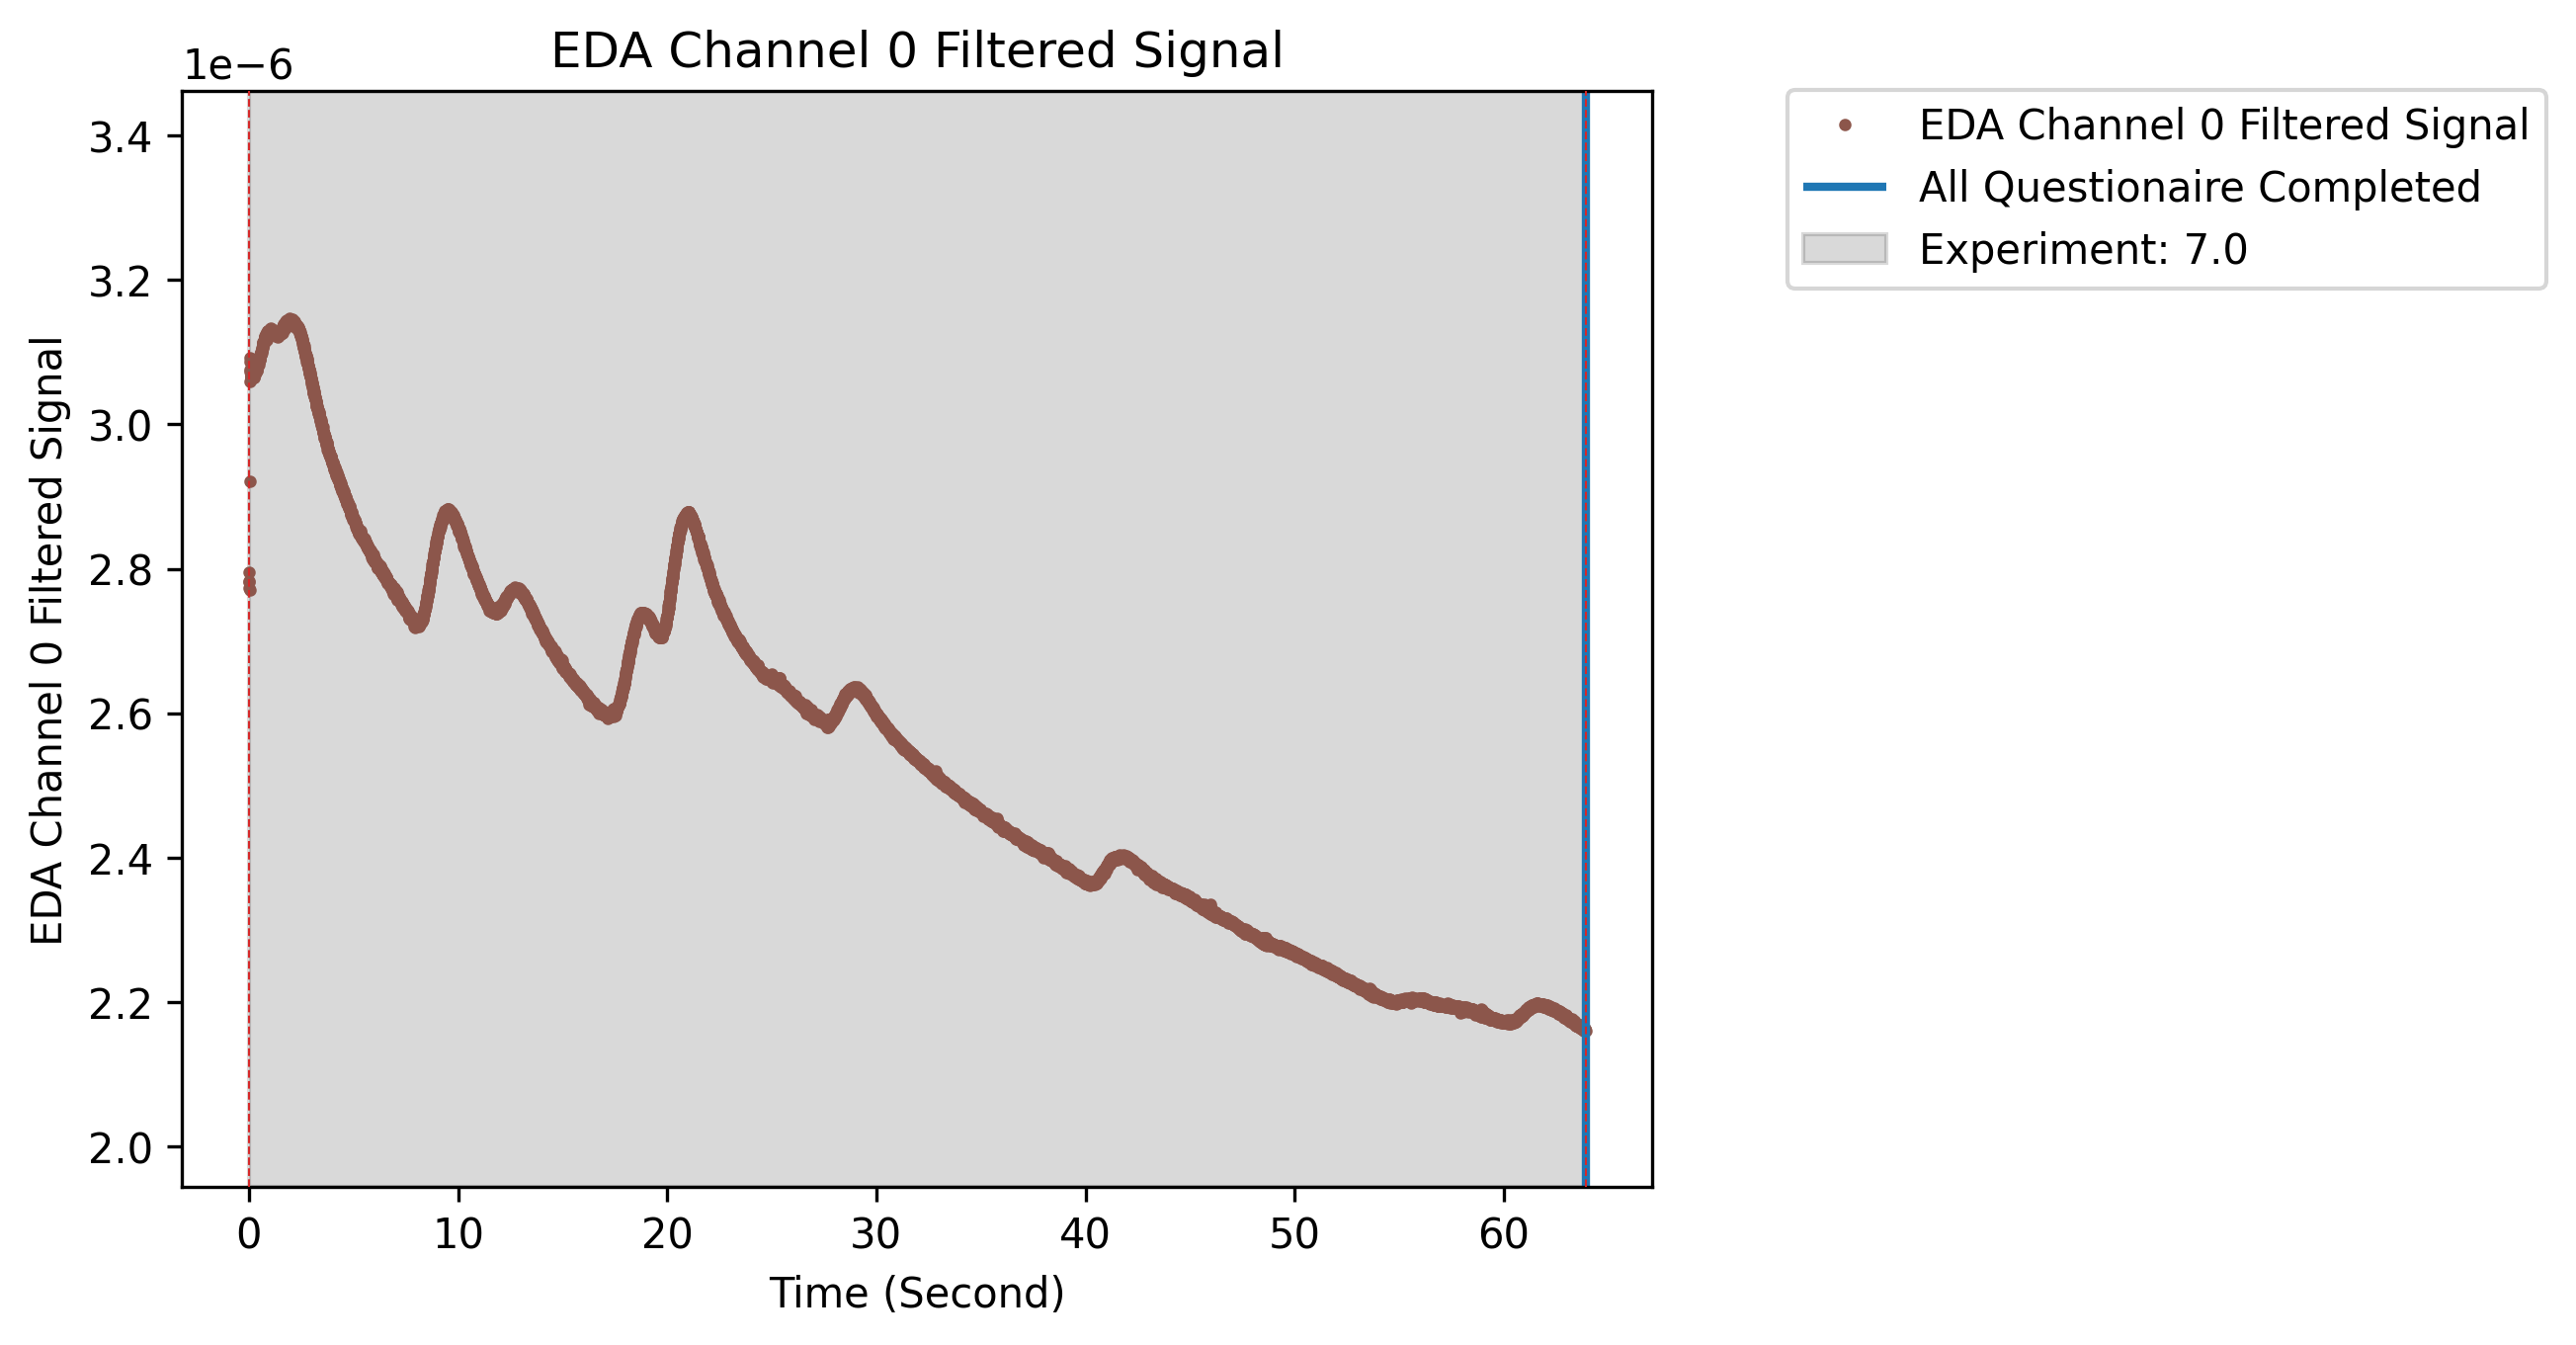 EDA Channel 0 Filtered Signal
1e−6
3.4
3.2
3.0
2.8
2.6
2.4
2.2
2.0
EDA Channel 0 Filtered Signal
0 10 20 30 40 50 60
Time (Second)
EDA Channel 0 Filtered Signal
All Questionaire Completed
Experiment: 7.0